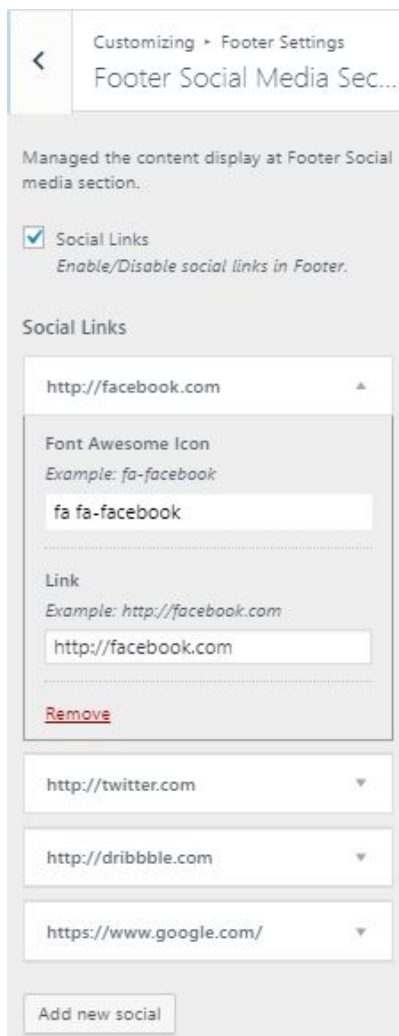 Customizing ▸ Footer Settings
Footer Social Media Sec...
Managed the content display at Footer Social
media section.
Social Links
Enable/Disable social links in Footer.
Social Links
http://facebook.com
Font Awesome Icon
Example: fa-facebook
fa fa-facebook
Link
Example: http://facebook.com
http://facebook.com
Remove
http://twitter.com
http://dribbble.com
https://www.google.com/
Add new social